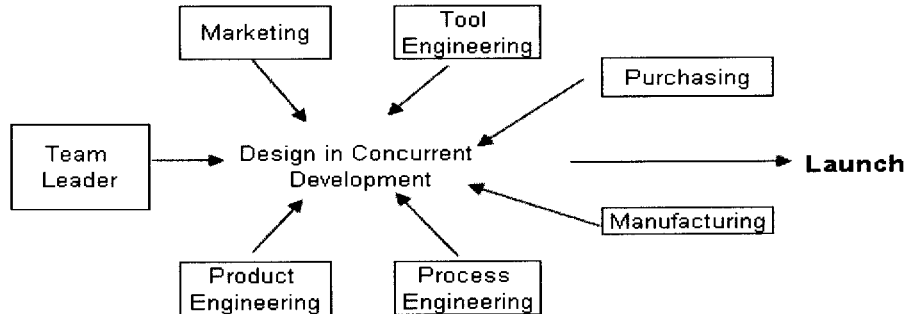 Marketing
Tool
Engineering
Purchasing
Team
Leader
Design in Concurrent
Development
Launch
Manufacturing
Product
Engineering
Process
Engineering